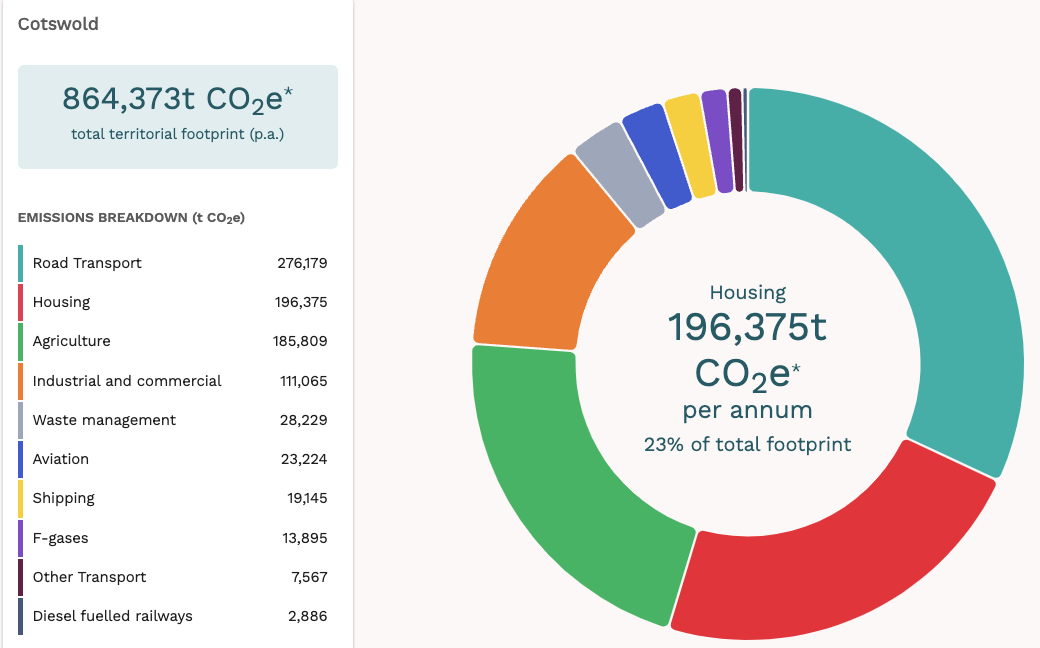 Cotswold
864,373t CO₂e*
total territorial footprint (p.a.)
EMISSIONS BREAKDOWN (t CO₂e)
Road Transport 276,179
Housing 196,375
Agriculture 185,809
Industrial and commercial 111,065
Waste management 28,229
Aviation 23,224
Shipping 19,145
F-gases 13,895
Other Transport 7,567
Diesel fuelled railways 2,886
Housing
196,375t
CO₂e*
per annum
23% of total footprint